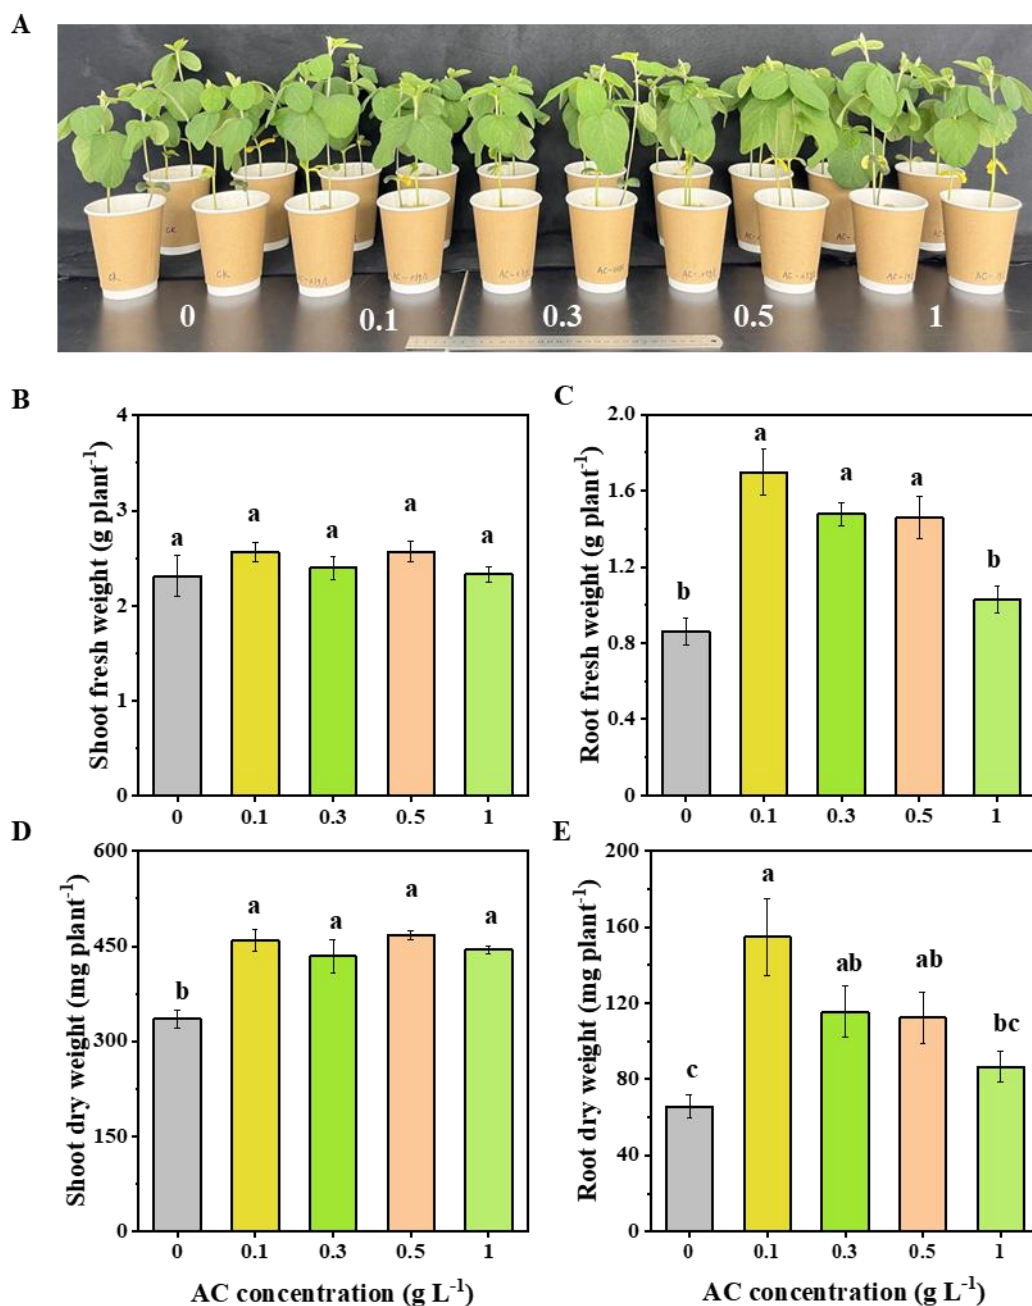 A
CK
CK
CK
0
0.1
0.3
0.5
1
B
Shoot fresh weight (g plant⁻¹)
4
3
2
1
0
a
a
a
a
a
0 0.1 0.3 0.5 1
C
Root fresh weight (g plant⁻¹)
2.0
1.6
1.2
0.8
0.4
0
b
a
a
a
b
0 0.1 0.3 0.5 1
D
Shoot dry weight (mg plant⁻¹)
600
450
300
150
0
b
a
a
a
a
0 0.1 0.3 0.5 1
AC concentration (g L⁻¹)
E
Root dry weight (mg plant⁻¹)
200
160
120
80
40
0
c
a
ab
ab
bc
0 0.1 0.3 0.5 1
AC concentration (g L⁻¹)